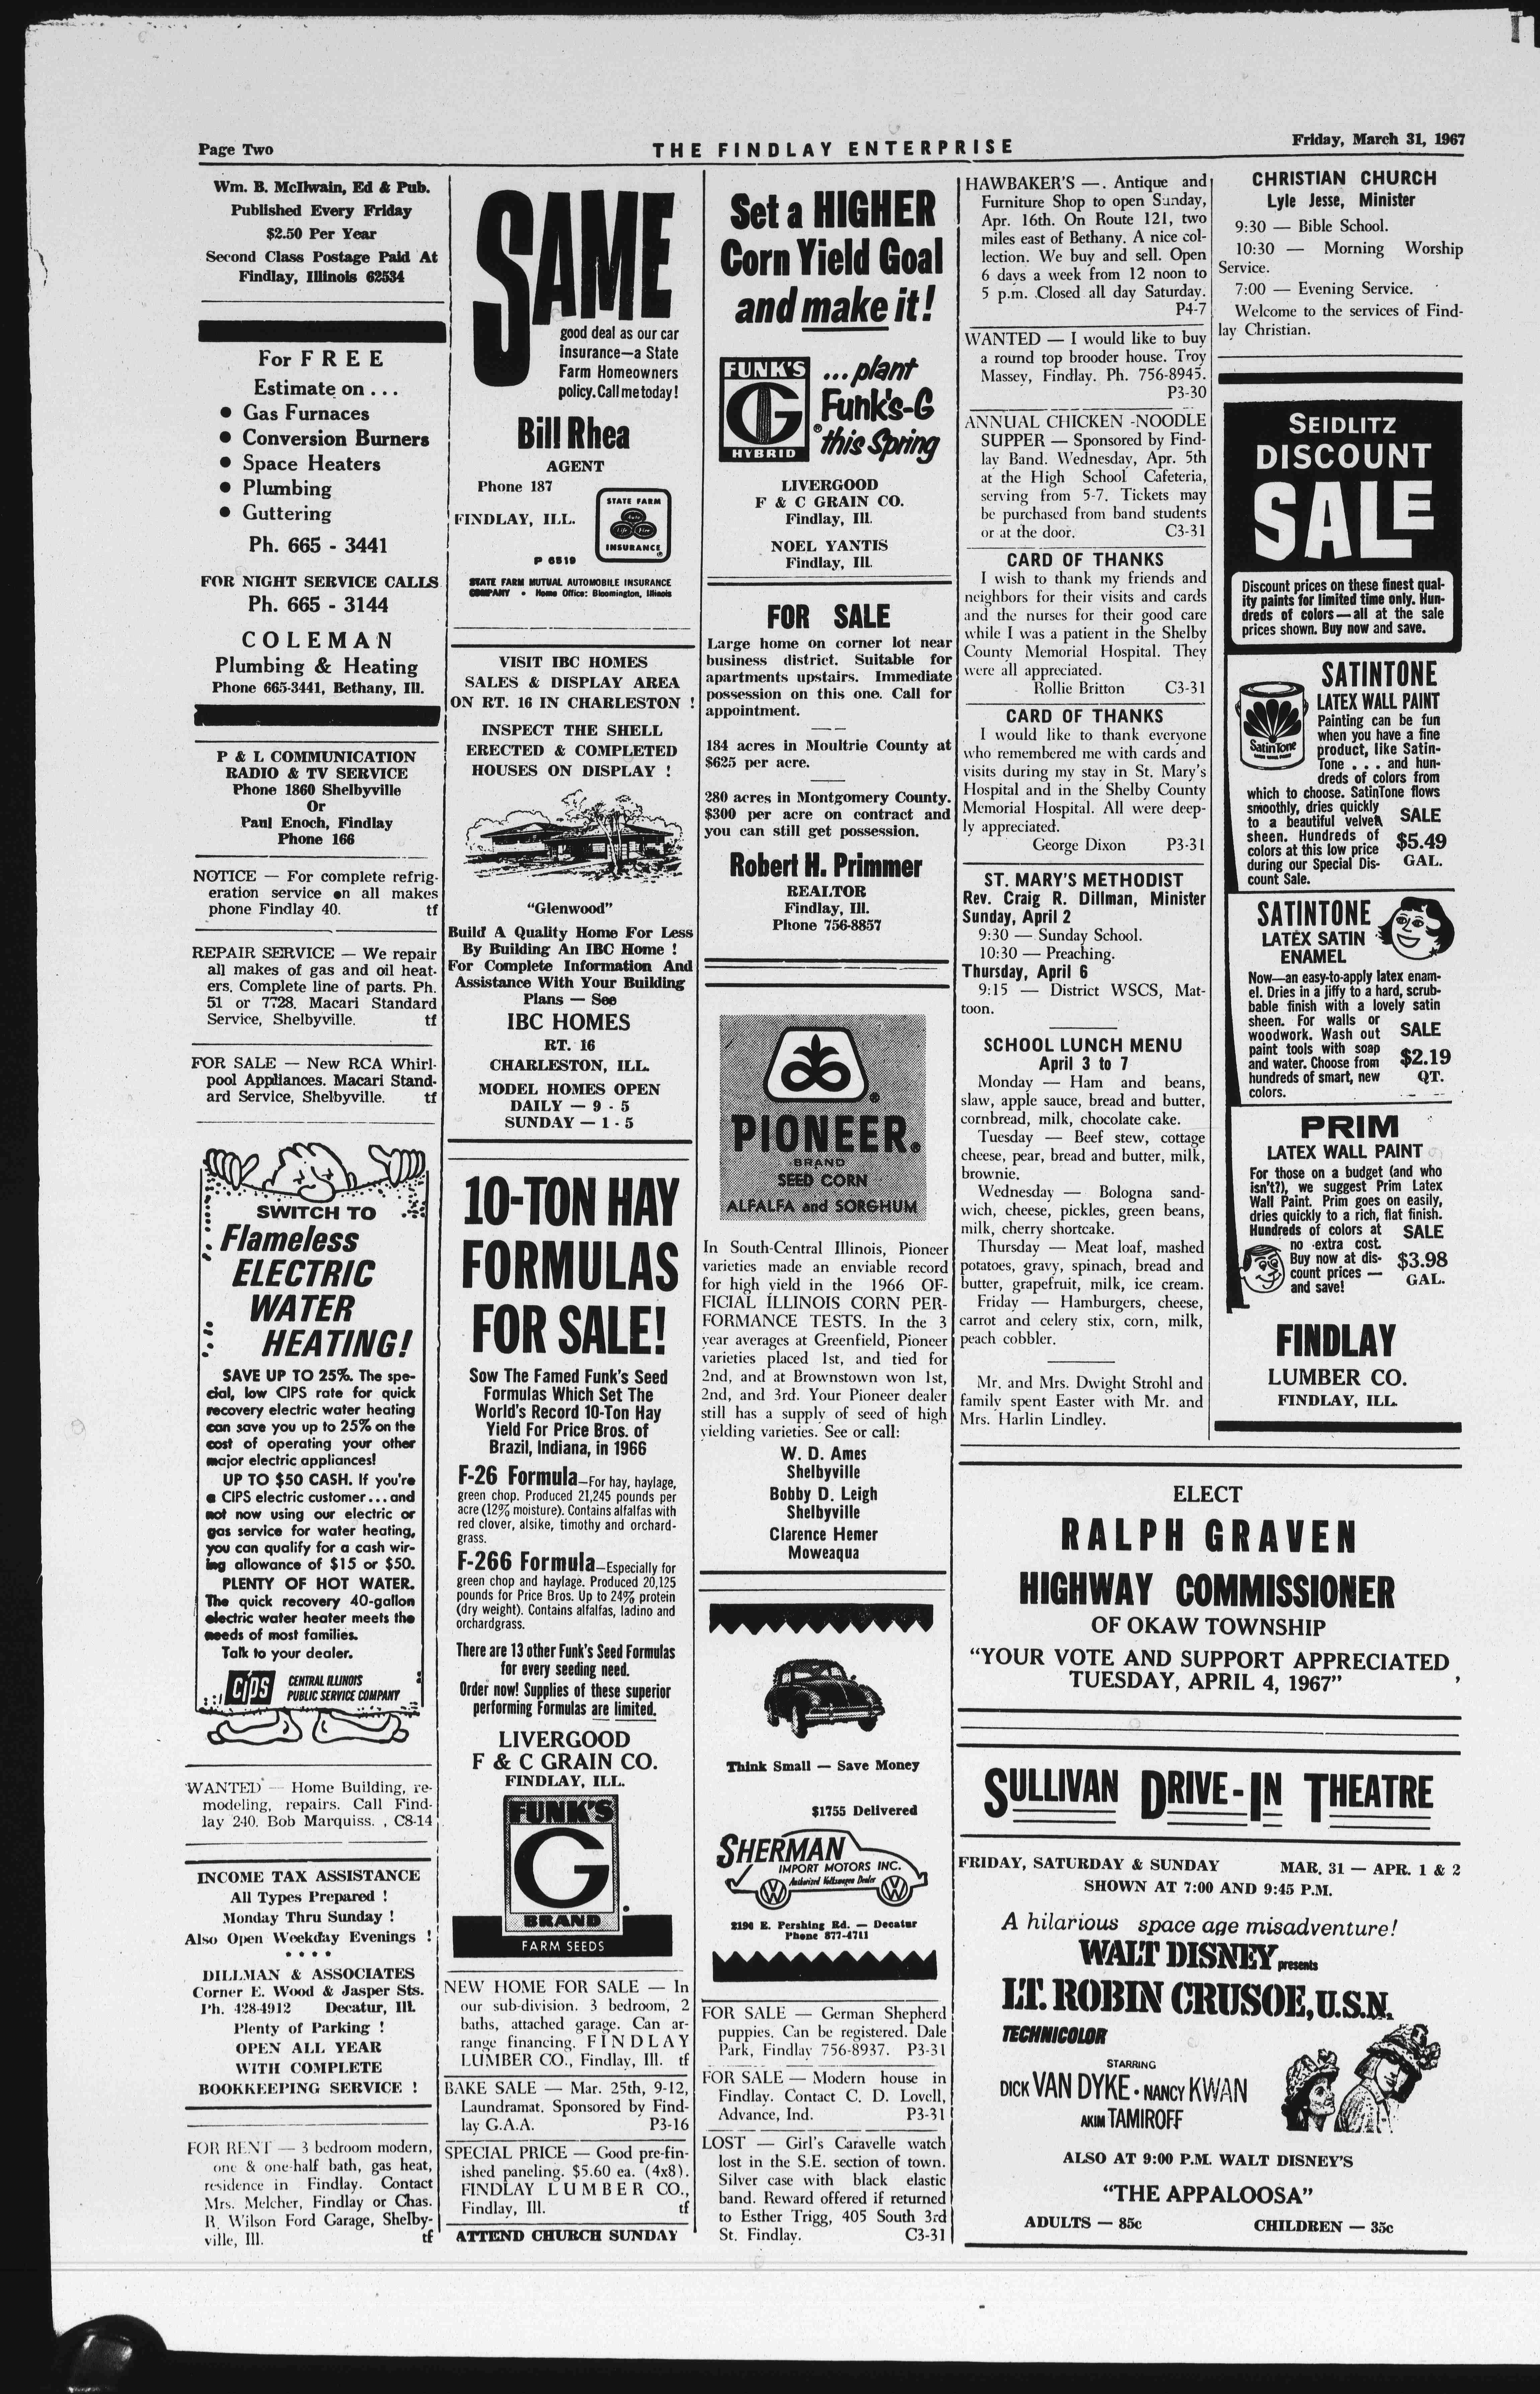 Page Two
THE FINDLAY ENTERPRISE
Friday, March 31, 1967
Wm. B. McIlwain, Ed & Pub.
Published Every Friday
$2.50 Per Year
Second Class Postage Paid At
Findlay, Illinois 62534
For FREE
Estimate on . . .
● Gas Furnaces
● Conversion Burners
● Space Heaters
● Plumbing
● Guttering
Ph. 665 - 3441
FOR NIGHT SERVICE CALLS
Ph. 665 - 3144
COLEMAN
Plumbing & Heating
Phone 665-3441, Bethany, Ill.
P & L COMMUNICATION
RADIO & TV SERVICE
Phone 1860 Shelbyville
Or
Paul Enoch, Findlay
Phone 166
NOTICE — For complete refrig-
eration service on all makes
phone Findlay 40. tf
REPAIR SERVICE — We repair
all makes of gas and oil heat-
ers. Complete line of parts. Ph.
51 or 7728. Macari Standard
Service, Shelbyville. tf
FOR SALE — New RCA Whirl-
pool Appliances. Macari Stand-
ard Service, Shelbyville. tf
SWITCH TO
Flameless
ELECTRIC
WATER
HEATING!
SAVE UP TO 25%. The spe-
cial, low CIPS rate for quick
recovery electric water heating
can save you up to 25% on the
cost of operating your other
major electric appliances!
UP TO $50 CASH. If you're
a CIPS electric customer . . . and
not now using our electric or
gas service for water heating,
you can qualify for a cash wir-
ing allowance of $15 or $50.
PLENTY OF HOT WATER.
The quick recovery 40-gallon
electric water heater meets the
needs of most families.
Talk to your dealer.
CIPS
CENTRAL ILLINOIS
PUBLIC SERVICE COMPANY
WANTED — Home Building, re-
modeling, repairs. Call Find-
lay 240. Bob Marquiss. , C8-14
INCOME TAX ASSISTANCE
All Types Prepared !
Monday Thru Sunday !
Also Open Weekday Evenings !
• • • •
DILLMAN & ASSOCIATES
Corner E. Wood & Jasper Sts.
Ph. 428-4912 Decatur, Ill.
Plenty of Parking !
OPEN ALL YEAR
WITH COMPLETE
BOOKKEEPING SERVICE !
FOR RENT — 3 bedroom modern,
one & one-half bath, gas heat,
residence in Findlay. Contact
Mrs. Melcher, Findlay or Chas.
R. Wilson Ford Garage, Shelby-
ville, Ill. tf
SAME
good deal as our car
insurance—a State
Farm Homeowners
policy. Call me today!
Bill Rhea
AGENT
Phone 187
FINDLAY, ILL.
STATE FARM
INSURANCE
P 6519
STATE FARM MUTUAL AUTOMOBILE INSURANCE
COMPANY • Home Office: Bloomington, Illinois
VISIT IBC HOMES
SALES & DISPLAY AREA
ON RT. 16 IN CHARLESTON !
INSPECT THE SHELL
ERECTED & COMPLETED
HOUSES ON DISPLAY !
"Glenwood"
Build A Quality Home For Less
By Building An IBC Home !
For Complete Information And
Assistance With Your Building
Plans — See
IBC HOMES
RT. 16
CHARLESTON, ILL.
MODEL HOMES OPEN
DAILY — 9 - 5
SUNDAY — 1 - 5
10-TON HAY
FORMULAS
FOR SALE!
Sow The Famed Funk's Seed
Formulas Which Set The
World's Record 10-Ton Hay
Yield For Price Bros. of
Brazil, Indiana, in 1966
F-26 Formula—For hay, haylage,
green chop. Produced 21,245 pounds per
acre (12% moisture). Contains alfalfas with
red clover, alsike, timothy and orchard-
grass.
F-266 Formula—Especially for
green chop and haylage. Produced 20,125
pounds for Price Bros. Up to 24% protein
(dry weight). Contains alfalfas, ladino and
orchardgrass.
There are 13 other Funk's Seed Formulas
for every seeding need.
Order now! Supplies of these superior
performing Formulas are limited.
LIVERGOOD
F & C GRAIN CO.
FINDLAY, ILL.
FUNK'S
G
BRAND
FARM SEEDS
NEW HOME FOR SALE — In
our sub-division. 3 bedroom, 2
baths, attached garage. Can ar-
range financing. FINDLAY
LUMBER CO., Findlay, Ill. tf
BAKE SALE — Mar. 25th, 9-12,
Laundramat. Sponsored by Find-
lay G.A.A. P3-16
SPECIAL PRICE — Good pre-fin-
ished paneling. $5.60 ea. (4x8).
FINDLAY LUMBER CO.,
Findlay, Ill. tf
ATTEND CHURCH SUNDAY
Set a HIGHER
Corn Yield Goal
and make it!
FUNK'S
G
HYBRID
®
...plant
Funk's-G
this Spring
LIVERGOOD
F & C GRAIN CO.
Findlay, Ill.
NOEL YANTIS
Findlay, Ill.
FOR SALE
Large home on corner lot near
business district. Suitable for
apartments upstairs. Immediate
possession on this one. Call for
appointment.
184 acres in Moultrie County at
$625 per acre.
280 acres in Montgomery County.
$300 per acre on contract and
you can still get possession.
Robert H. Primmer
REALTOR
Findlay, Ill.
Phone 756-8857
PIONEER®
BRAND
SEED CORN
ALFALFA and SORGHUM
In South-Central Illinois, Pioneer
varieties made an enviable record
for high yield in the 1966 OF-
FICIAL ILLINOIS CORN PER-
FORMANCE TESTS. In the 3
year averages at Greenfield, Pioneer
varieties placed 1st, and tied for
2nd, and at Brownstown won 1st,
2nd, and 3rd. Your Pioneer dealer
still has a supply of seed of high
yielding varieties. See or call:
W. D. Ames
Shelbyville
Bobby D. Leigh
Shelbyville
Clarence Hemer
Moweaqua
Think Small — Save Money
$1755 Delivered
SHERMAN
IMPORT MOTORS INC.
Authorized Volkswagen Dealer
2196 E. Pershing Rd. — Decatur
Phone 877-4711
FOR SALE — German Shepherd
puppies. Can be registered. Dale
Park, Findlay 756-8937. P3-31
FOR SALE — Modern house in
Findlay. Contact C. D. Lovell,
Advance, Ind. P3-31
LOST — Girl's Caravelle watch
lost in the S.E. section of town.
Silver case with black elastic
band. Reward offered if returned
to Esther Trigg, 405 South 3rd
St. Findlay. C3-31
HAWBAKER'S —. Antique and
Furniture Shop to open Sunday,
Apr. 16th. On Route 121, two
miles east of Bethany. A nice col-
lection. We buy and sell. Open
6 days a week from 12 noon to
5 p.m. Closed all day Saturday.
P4-7
WANTED — I would like to buy
a round top brooder house. Troy
Massey, Findlay. Ph. 756-8945.
P3-30
ANNUAL CHICKEN -NOODLE
SUPPER — Sponsored by Find-
lay Band. Wednesday, Apr. 5th
at the High School Cafeteria,
serving from 5-7. Tickets may
be purchased from band students
or at the door. C3-31
CARD OF THANKS
I wish to thank my friends and
neighbors for their visits and cards
and the nurses for their good care
while I was a patient in the Shelby
County Memorial Hospital. They
were all appreciated.
Rollie Britton C3-31
CARD OF THANKS
I would like to thank everyone
who remembered me with cards and
visits during my stay in St. Mary's
Hospital and in the Shelby County
Memorial Hospital. All were deep-
ly appreciated.
George Dixon P3-31
ST. MARY'S METHODIST
Rev. Craig R. Dillman, Minister
Sunday, April 2
9:30 — Sunday School.
10:30 — Preaching.
Thursday, April 6
9:15 — District WSCS, Mat-
toon.
SCHOOL LUNCH MENU
April 3 to 7
Monday — Ham and beans,
slaw, apple sauce, bread and butter,
cornbread, milk, chocolate cake.
Tuesday — Beef stew, cottage
cheese, pear, bread and butter, milk,
brownie.
Wednesday — Bologna sand-
wich, cheese, pickles, green beans,
milk, cherry shortcake.
Thursday — Meat loaf, mashed
potatoes, gravy, spinach, bread and
butter, grapefruit, milk, ice cream.
Friday — Hamburgers, cheese,
carrot and celery stix, corn, milk,
peach cobbler.
Mr. and Mrs. Dwight Strohl and
family spent Easter with Mr. and
Mrs. Harlin Lindley.
CHRISTIAN CHURCH
Lyle Jesse, Minister
9:30 — Bible School.
10:30 — Morning Worship
Service.
7:00 — Evening Service.
Welcome to the services of Find-
lay Christian.
SEIDLITZ
DISCOUNT
SALE
Discount prices on these finest qual-
ity paints for limited time only. Hun-
dreds of colors—all at the sale
prices shown. Buy now and save.
SatinTone
SATINTONE
LATEX WALL PAINT
Painting can be fun
when you have a fine
product, like Satin-
Tone . . . and hun-
dreds of colors from
which to choose. SatinTone flows
smoothly, dries quickly
to a beautiful velvet
sheen. Hundreds of
colors at this low price
during our Special Dis-
count Sale.
SALE
$5.49
GAL.
SATINTONE
LATEX SATIN
ENAMEL
Now—an easy-to-apply latex enam-
el. Dries in a jiffy to a hard, scrub-
bable finish with a lovely satin
sheen. For walls or
woodwork. Wash out
paint tools with soap
and water. Choose from
hundreds of smart, new
colors.
SALE
$2.19
QT.
PRIM
LATEX WALL PAINT
For those on a budget (and who
isn't?), we suggest Prim Latex
Wall Paint. Prim goes on easily,
dries quickly to a rich, flat finish.
Hundreds of colors at
no extra cost.
Buy now at dis-
count prices —
and save!
SALE
$3.98
GAL.
FINDLAY
LUMBER CO.
FINDLAY, ILL.
ELECT
RALPH GRAVEN
HIGHWAY COMMISSIONER
OF OKAW TOWNSHIP
"YOUR VOTE AND SUPPORT APPRECIATED
TUESDAY, APRIL 4, 1967"
SULLIVAN DRIVE-IN THEATRE
FRIDAY, SATURDAY & SUNDAY MAR. 31 — APR. 1 & 2
SHOWN AT 7:00 AND 9:45 P.M.
A hilarious space age misadventure!
WALT DISNEY presents
LT. ROBIN CRUSOE, U.S.N.
TECHNICOLOR
STARRING
DICK VAN DYKE • NANCY KWAN
AKIM TAMIROFF
ALSO AT 9:00 P.M. WALT DISNEY'S
"THE APPALOOSA"
ADULTS — 85c CHILDREN — 35c